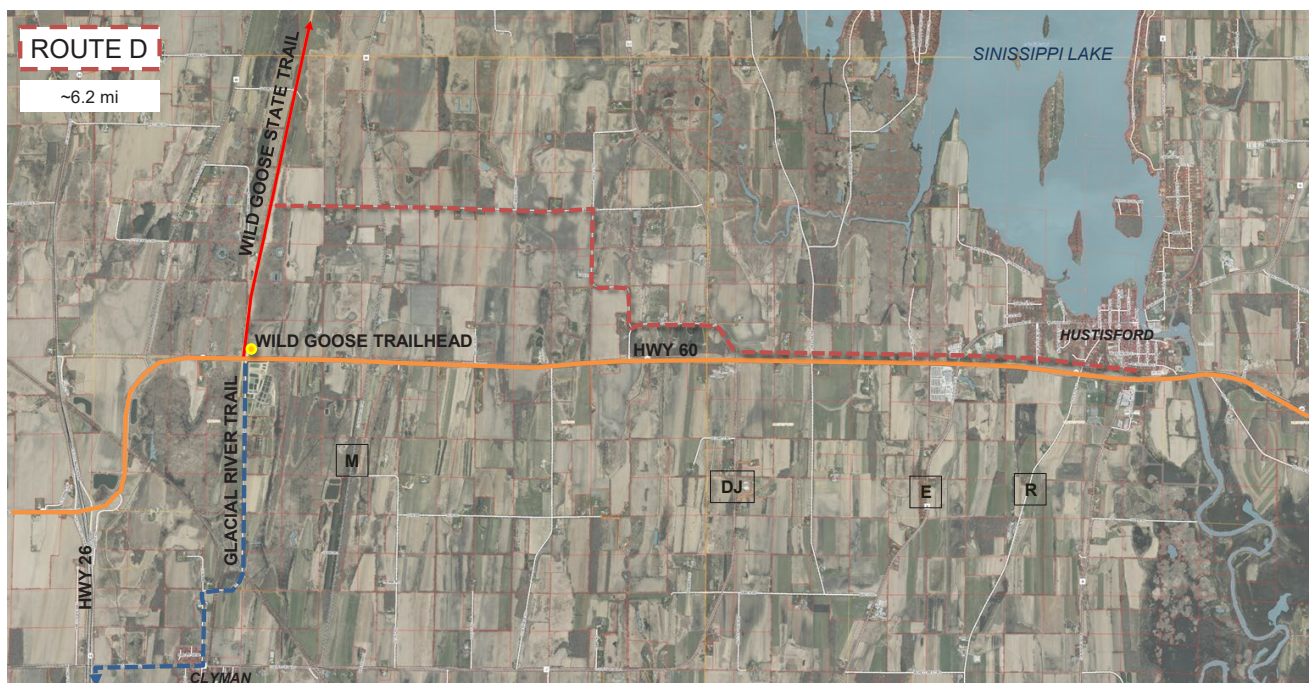 ROUTE D
~6.2 mi
WILD GOOSE STATE TRAIL
SINISSIPPI LAKE
WILD GOOSE TRAILHEAD
HWY 60
HUSTISFORD
GLACIAL RIVER TRAIL
M
DJ
E
R
HWY 26
CLYMAN